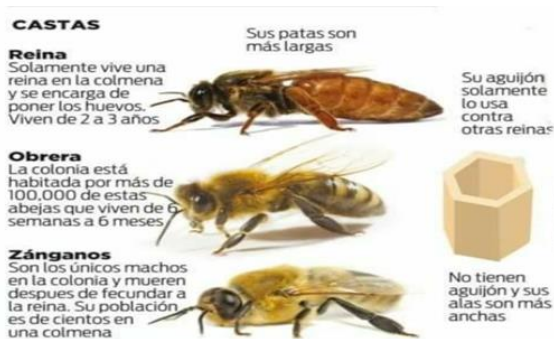 CASTAS
Reina
Solamente vive una
reina en la colmena
y se encarga de
poner los huevos.
Viven de 2 a 3 años
Sus patas son
más largas
Su aguijón
solamente
lo usa
contra
otras reinas
Obrera
La colonia está
habitada por más de
100,000 de estas
abejas que viven de 6
semanas a 6 meses
Zánganos
Son los únicos machos
en la colonia y mueren
despues de fecundar a
la reina. Su población
es de cientos en
una colmena
No tienen
aguijón y sus
alas son más
anchas